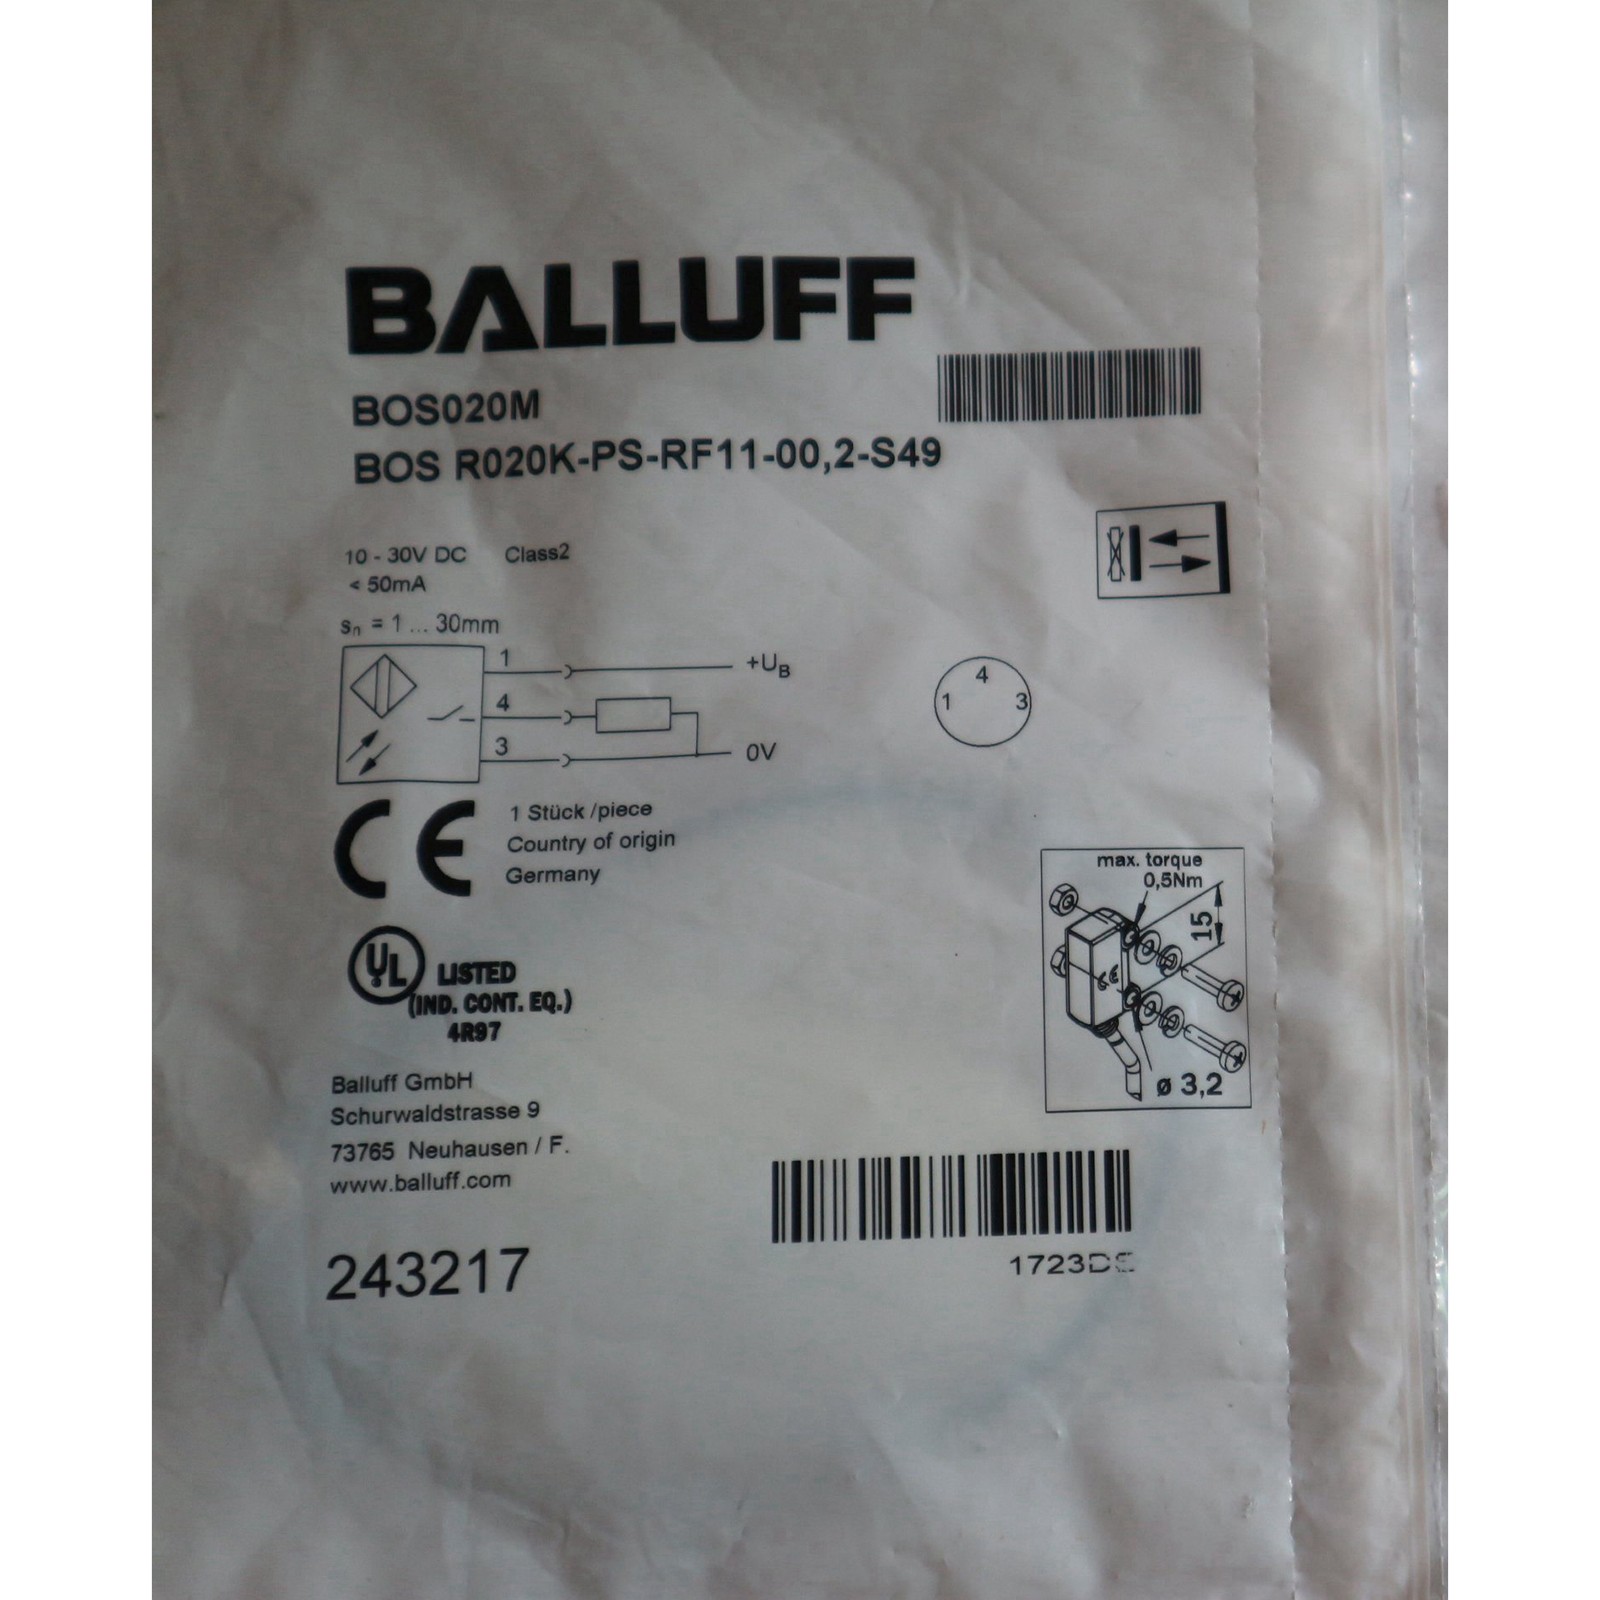 BALLUFF
BOS020M
BOS R020K-PS-RF11-00,2-S49
10 - 30V DC Class2
< 50mA
sn = 1 ... 30mm
1 +UB
4
3 0V
4
1 3
CE
1 Stück /piece
Country of origin
Germany
max. torque
0,5Nm
15
CE
ø 3,2
UL LISTED
(IND. CONT. EQ.)
4R97
Balluff GmbH
Schurwaldstrasse 9
73765 Neuhausen / F.
www.balluff.com
243217